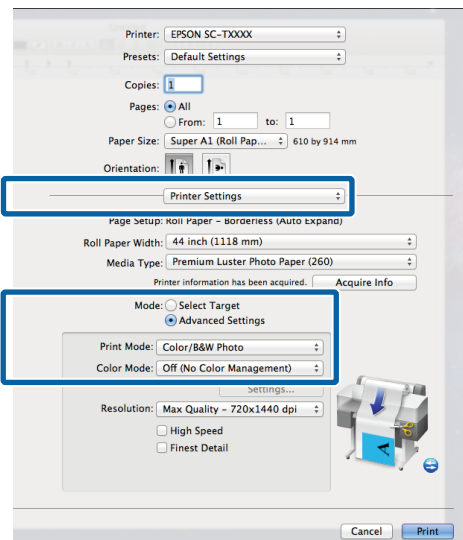 Printer: EPSON SC-TXXXX
Presets: Default Settings
Copies: 1
Pages: All
From: 1 to: 1
Paper Size: Super A1 (Roll Pap... 610 by 914 mm
Orientation:
Printer Settings
Page Setup: Roll Paper - Borderless (Auto Expand)
Roll Paper Width: 44 inch (1118 mm)
Media Type: Premium Luster Photo Paper (260)
Printer information has been acquired. Acquire Info
Mode: Select Target
Advanced Settings
Print Mode: Color/B&W Photo
Color Mode: Off (No Color Management)
Settings...
Resolution: Max Quality - 720x1440 dpi
High Speed
Finest Detail
A
Cancel Print